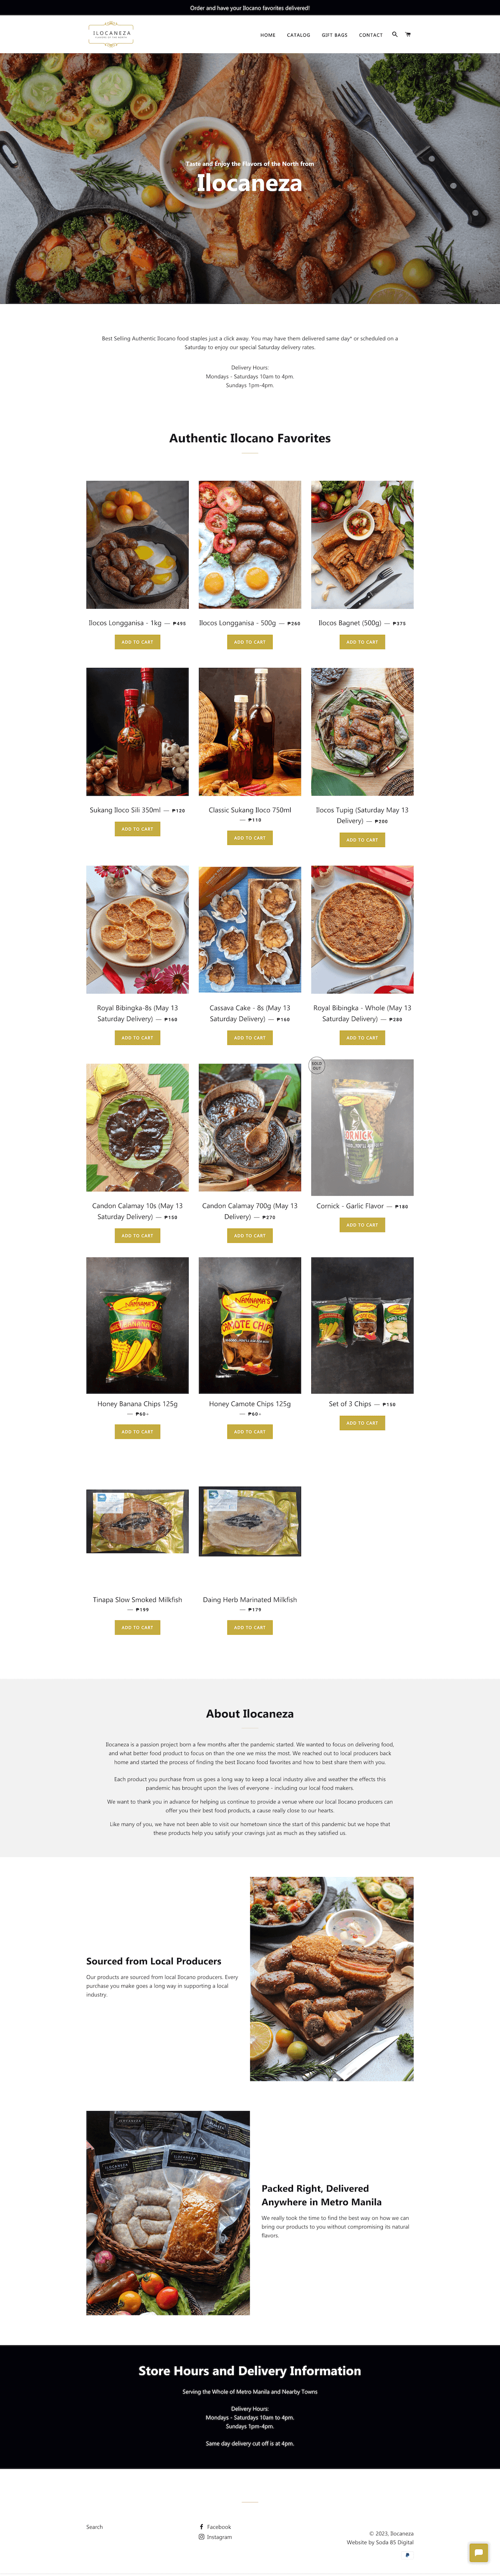 Order and have your Ilocano favorites delivered!
ILOCANEZA
HOME
CATALOG
GIFT BAGS
CONTACT
Taste and Enjoy the Flavors of the North from
Ilocaneza
Best Selling Authentic Ilocano food staples just a click away. You may have them delivered same day* or scheduled on a
Saturday to enjoy our special Saturday delivery rates.
Delivery Hours:
Mondays - Saturdays 10am to 4pm.
Sundays 1pm-4pm.
Authentic Ilocano Favorites
Ilocos Longganisa - 1kg — ₱495
ADD TO CART
Ilocos Longganisa - 500g — ₱260
ADD TO CART
Ilocos Bagnet (500g) — ₱375
ADD TO CART
Sukang Iloco Sili 350ml — ₱120
ADD TO CART
Classic Sukang Iloco 750ml
— ₱110
ADD TO CART
Ilocos Tupig (Saturday May 13
Delivery) — ₱200
ADD TO CART
Royal Bibingka-8s (May 13
Saturday Delivery) — ₱160
ADD TO CART
Cassava Cake - 8s (May 13
Saturday Delivery) — ₱160
ADD TO CART
Royal Bibingka - Whole (May 13
Saturday Delivery) — ₱280
ADD TO CART
Candon Calamay 10s (May 13
Saturday Delivery) — ₱150
ADD TO CART
Candon Calamay 700g (May 13
Delivery) — ₱270
ADD TO CART
SOLD
OUT
CORNICK
Cornick - Garlic Flavor — ₱180
ADD TO CART
Honey Banana Chips 125g
— ₱60+
ADD TO CART
CAMOTE CHIPS
Honey Camote Chips 125g
— ₱60+
ADD TO CART
Set of 3 Chips — ₱150
ADD TO CART
Tinapa Slow Smoked Milkfish
— ₱199
ADD TO CART
Daing Herb Marinated Milkfish
— ₱179
ADD TO CART
About Ilocaneza
Ilocaneza is a passion project born a few months after the pandemic started. We wanted to focus on delivering food,
and what better food product to focus on than the one we miss the most. We reached out to local producers back
home and started the process of finding the best Ilocano food favorites and how to best share them with you.
Each product you purchase from us goes a long way to keep a local industry alive and weather the effects this
pandemic has brought upon the lives of everyone - including our local food makers.
We want to thank you in advance for helping us continue to provide a venue where our local Ilocano producers can
offer you their best food products, a cause really close to our hearts.
Like many of you, we have not been able to visit our hometown since the start of this pandemic but we hope that
these products help you satisfy your cravings just as much as they satisfied us.
Sourced from Local Producers
Our products are sourced from local Ilocano producers. Every
purchase you make goes a long way in supporting a local
industry.
ILOCANEZA
ILOCANEZA
ILOCANEZA
Packed Right, Delivered
Anywhere in Metro Manila
We really took the time to find the best way on how we can
bring our products to you without compromising its natural
flavors.
Store Hours and Delivery Information
Serving the Whole of Metro Manila and Nearby Towns
Delivery Hours:
Mondays - Saturdays 10am to 4pm.
Sundays 1pm-4pm.
Same day delivery cut off is at 4pm.
Search
Facebook
Instagram
© 2023, Ilocaneza
Website by Soda 85 Digital